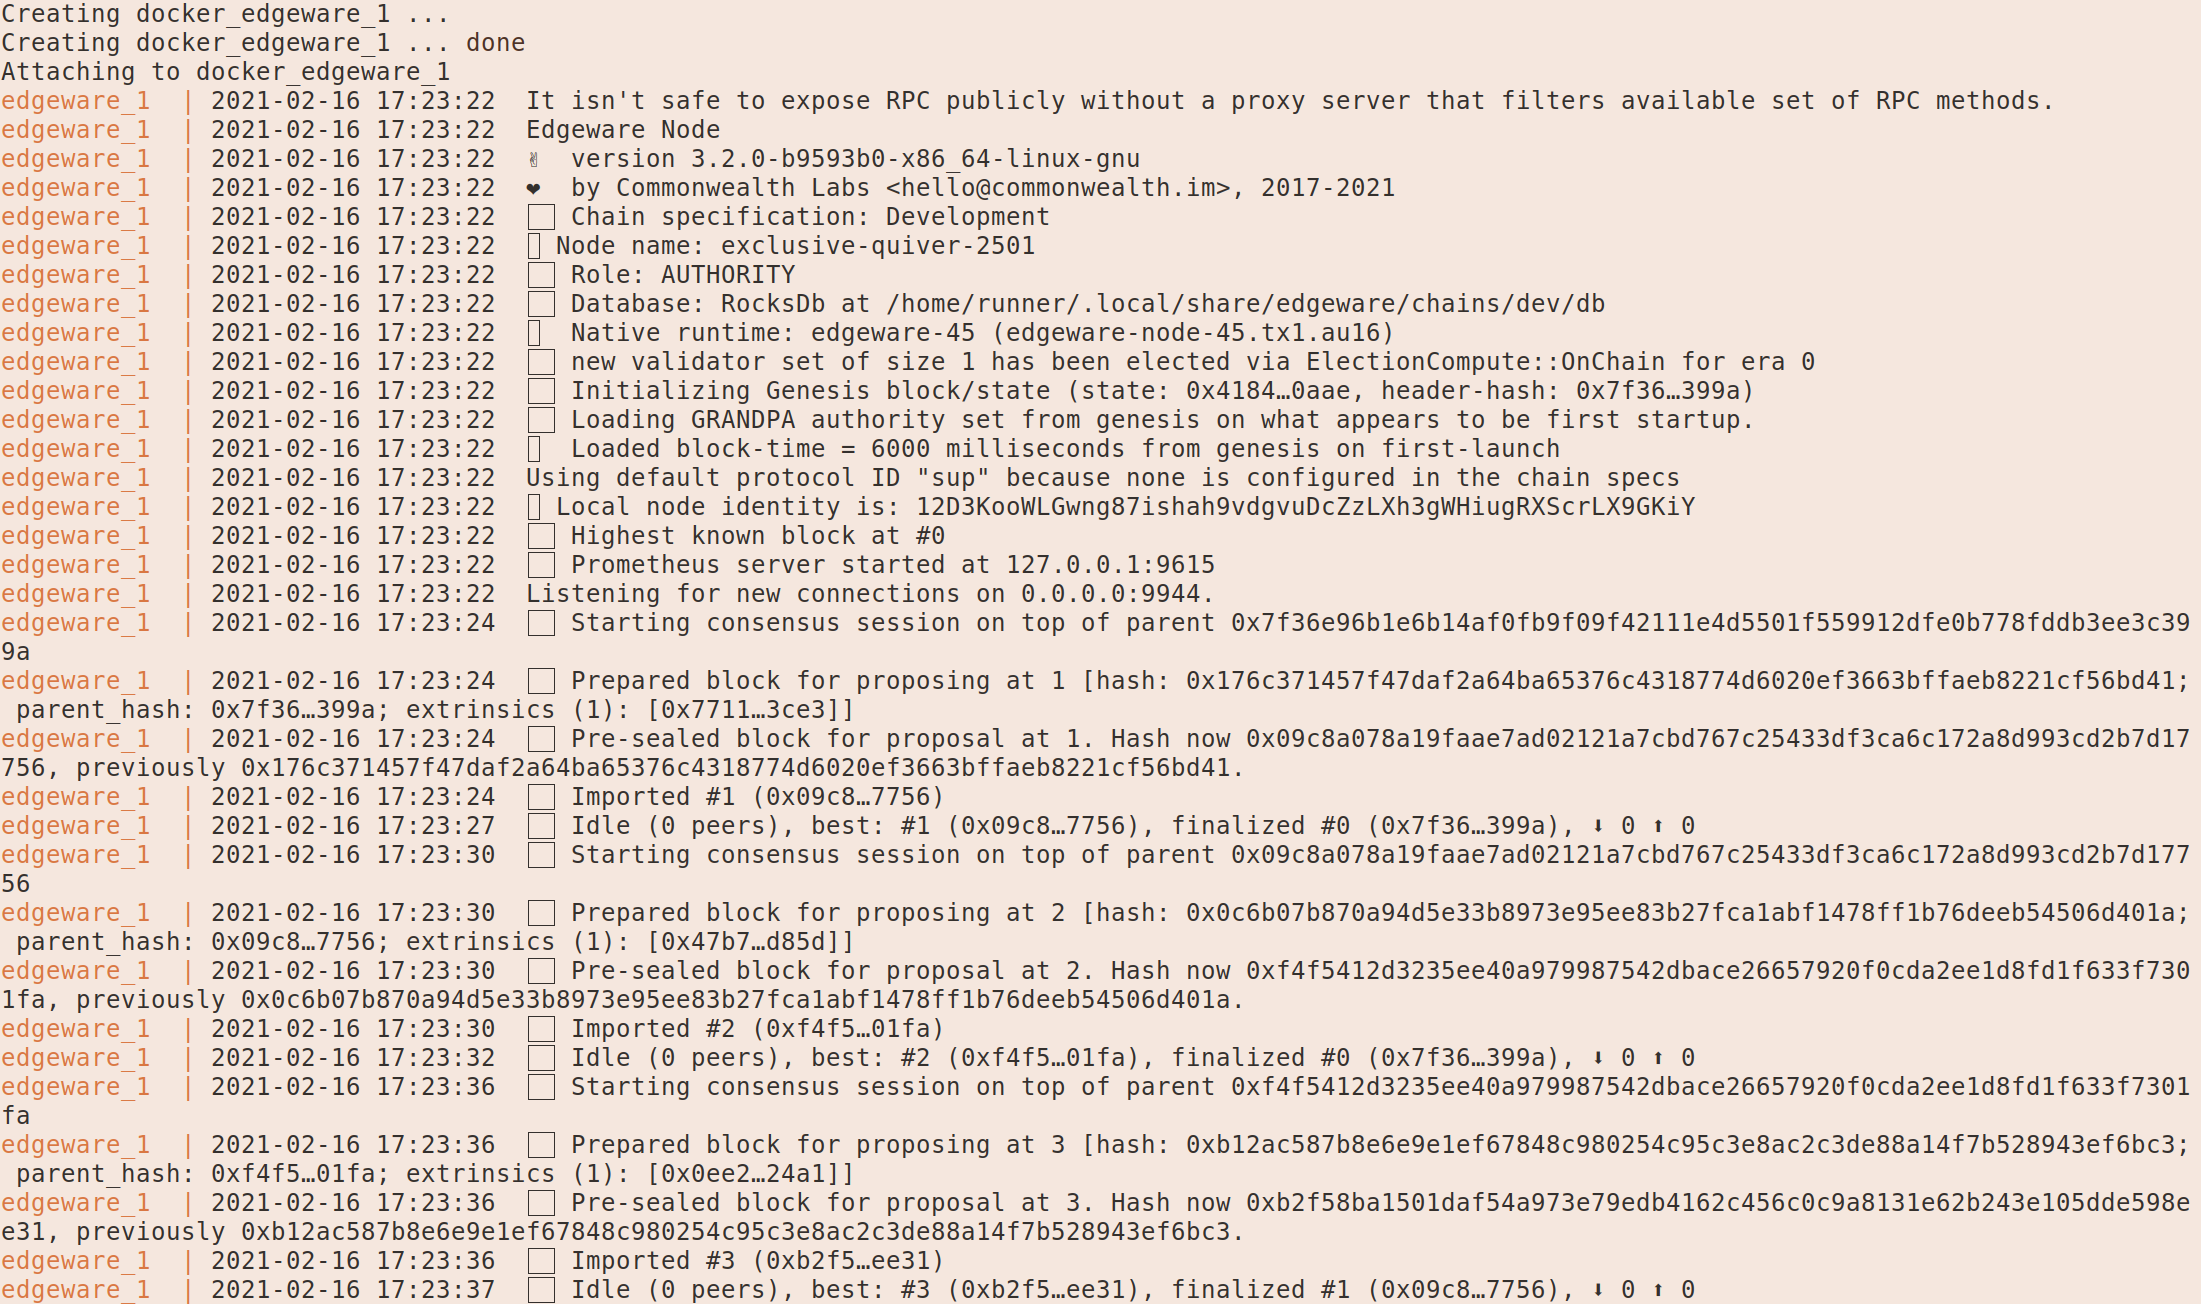 Creating docker_edgeware_1 ...
Creating docker_edgeware_1 ... done
Attaching to docker_edgeware_1
edgeware_1  | 2021-02-16 17:23:22  It isn't safe to expose RPC publicly without a proxy server that filters available set of RPC methods.
edgeware_1  | 2021-02-16 17:23:22  Edgeware Node
edgeware_1  | 2021-02-16 17:23:22  ✌  version 3.2.0-b9593b0-x86_64-linux-gnu
edgeware_1  | 2021-02-16 17:23:22  ❤  by Commonwealth Labs <hello@commonwealth.im>, 2017-2021
edgeware_1  | 2021-02-16 17:23:22  Chain specification: Development
edgeware_1  | 2021-02-16 17:23:22  Node name: exclusive-quiver-2501
edgeware_1  | 2021-02-16 17:23:22  Role: AUTHORITY
edgeware_1  | 2021-02-16 17:23:22  Database: RocksDb at /home/runner/.local/share/edgeware/chains/dev/db
edgeware_1  | 2021-02-16 17:23:22  Native runtime: edgeware-45 (edgeware-node-45.tx1.au16)
edgeware_1  | 2021-02-16 17:23:22  new validator set of size 1 has been elected via ElectionCompute::OnChain for era 0
edgeware_1  | 2021-02-16 17:23:22  Initializing Genesis block/state (state: 0x4184…0aae, header-hash: 0x7f36…399a)
edgeware_1  | 2021-02-16 17:23:22  Loading GRANDPA authority set from genesis on what appears to be first startup.
edgeware_1  | 2021-02-16 17:23:22  Loaded block-time = 6000 milliseconds from genesis on first-launch
edgeware_1  | 2021-02-16 17:23:22  Using default protocol ID "sup" because none is configured in the chain specs
edgeware_1  | 2021-02-16 17:23:22  Local node identity is: 12D3KooWLGwng87ishah9vdgvuDcZzLXh3gWHiugRXScrLX9GKiY
edgeware_1  | 2021-02-16 17:23:22  Highest known block at #0
edgeware_1  | 2021-02-16 17:23:22  Prometheus server started at 127.0.0.1:9615
edgeware_1  | 2021-02-16 17:23:22  Listening for new connections on 0.0.0.0:9944.
edgeware_1  | 2021-02-16 17:23:24  Starting consensus session on top of parent 0x7f36e96b1e6b14af0fb9f09f42111e4d5501f559912dfe0b778fddb3ee3c39
9a
edgeware_1  | 2021-02-16 17:23:24  Prepared block for proposing at 1 [hash: 0x176c371457f47daf2a64ba65376c4318774d6020ef3663bffaeb8221cf56bd41;
 parent_hash: 0x7f36…399a; extrinsics (1): [0x7711…3ce3]]
edgeware_1  | 2021-02-16 17:23:24  Pre-sealed block for proposal at 1. Hash now 0x09c8a078a19faae7ad02121a7cbd767c25433df3ca6c172a8d993cd2b7d17
756, previously 0x176c371457f47daf2a64ba65376c4318774d6020ef3663bffaeb8221cf56bd41.
edgeware_1  | 2021-02-16 17:23:24  Imported #1 (0x09c8…7756)
edgeware_1  | 2021-02-16 17:23:27  Idle (0 peers), best: #1 (0x09c8…7756), finalized #0 (0x7f36…399a), ⬇ 0 ⬆ 0
edgeware_1  | 2021-02-16 17:23:30  Starting consensus session on top of parent 0x09c8a078a19faae7ad02121a7cbd767c25433df3ca6c172a8d993cd2b7d177
56
edgeware_1  | 2021-02-16 17:23:30  Prepared block for proposing at 2 [hash: 0x0c6b07b870a94d5e33b8973e95ee83b27fca1abf1478ff1b76deeb54506d401a;
 parent_hash: 0x09c8…7756; extrinsics (1): [0x47b7…d85d]]
edgeware_1  | 2021-02-16 17:23:30  Pre-sealed block for proposal at 2. Hash now 0xf4f5412d3235ee40a979987542dbace26657920f0cda2ee1d8fd1f633f730
1fa, previously 0x0c6b07b870a94d5e33b8973e95ee83b27fca1abf1478ff1b76deeb54506d401a.
edgeware_1  | 2021-02-16 17:23:30  Imported #2 (0xf4f5…01fa)
edgeware_1  | 2021-02-16 17:23:32  Idle (0 peers), best: #2 (0xf4f5…01fa), finalized #0 (0x7f36…399a), ⬇ 0 ⬆ 0
edgeware_1  | 2021-02-16 17:23:36  Starting consensus session on top of parent 0xf4f5412d3235ee40a979987542dbace26657920f0cda2ee1d8fd1f633f7301
fa
edgeware_1  | 2021-02-16 17:23:36  Prepared block for proposing at 3 [hash: 0xb12ac587b8e6e9e1ef67848c980254c95c3e8ac2c3de88a14f7b528943ef6bc3;
 parent_hash: 0xf4f5…01fa; extrinsics (1): [0x0ee2…24a1]]
edgeware_1  | 2021-02-16 17:23:36  Pre-sealed block for proposal at 3. Hash now 0xb2f58ba1501daf54a973e79edb4162c456c0c9a8131e62b243e105dde598e
e31, previously 0xb12ac587b8e6e9e1ef67848c980254c95c3e8ac2c3de88a14f7b528943ef6bc3.
edgeware_1  | 2021-02-16 17:23:36  Imported #3 (0xb2f5…ee31)
edgeware_1  | 2021-02-16 17:23:37  Idle (0 peers), best: #3 (0xb2f5…ee31), finalized #1 (0x09c8…7756), ⬇ 0 ⬆ 0